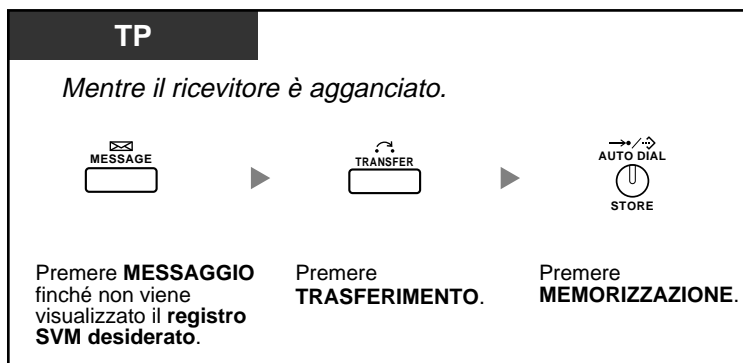 TP
Mentre il ricevitore è agganciato.
MESSAGE
TRANSFER
AUTO DIAL
STORE
Premere MESSAGGIO
finché non viene
visualizzato il registro
SVM desiderato.
Premere
TRASFERIMENTO.
Premere
MEMORIZZAZIONE.